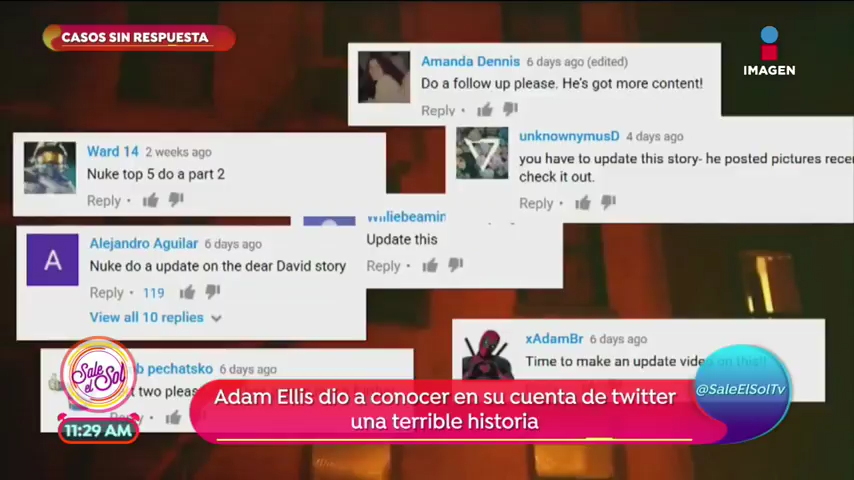 CASOS SIN RESPUESTA
IMAGEN
Amanda Dennis 6 days ago (edited)
Do a follow up please. He's got more content!
Reply
Ward 14 2 weeks ago
Nuke top 5 do a part 2
Reply
unknownymusD 4 days ago
you have to update this story- he posted pictures
check it out.
Reply
Williebeamin
Update this
Reply
A
Alejandro Aguilar 6 days ago
Nuke do a update on the dear David story
Reply 119
View all 10 replies
xAdamBr 6 days ago
Time to make an update video on this!!
pechatsko 6 days ago
two
Reply
Sale el Sol
11:29 AM
Adam Ellis dio a conocer en su cuenta de twitter
una terrible historia
@SaleElSolTv